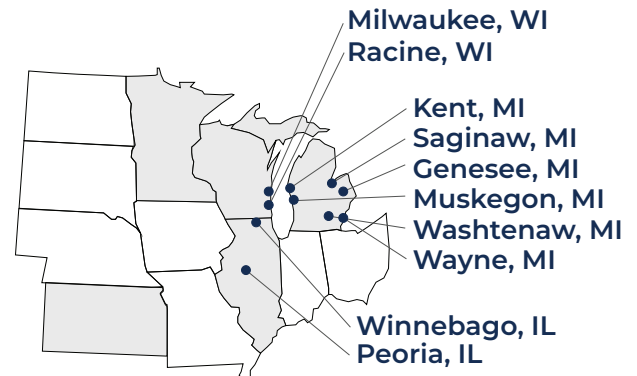 Milwaukee, WI
Racine, WI
Kent, MI
Saginaw, MI
Genesee, MI
Muskegon, MI
Washtenaw, MI
Wayne, MI
Winnebago, IL
Peoria, IL